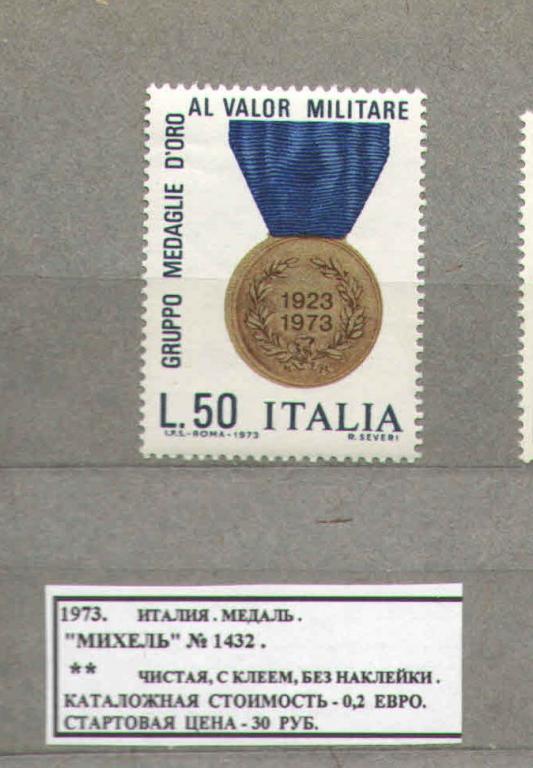 AL VALOR MILITARE
GRUPPO MEDAGLIE D'ORO
1923
1973
L.50 ITALIA
I.P.S.-ROMA-1973 R. SEVERI
1973. ИТАЛИЯ . МЕДАЛЬ .
"МИХЕЛЬ" № 1432 .
** ЧИСТАЯ, С КЛЕЕМ, БЕЗ НАКЛЕЙКИ .
КАТАЛОЖНАЯ СТОИМОСТЬ - 0,2 ЕВРО.
СТАРТОВАЯ ЦЕНА - 30 РУБ.